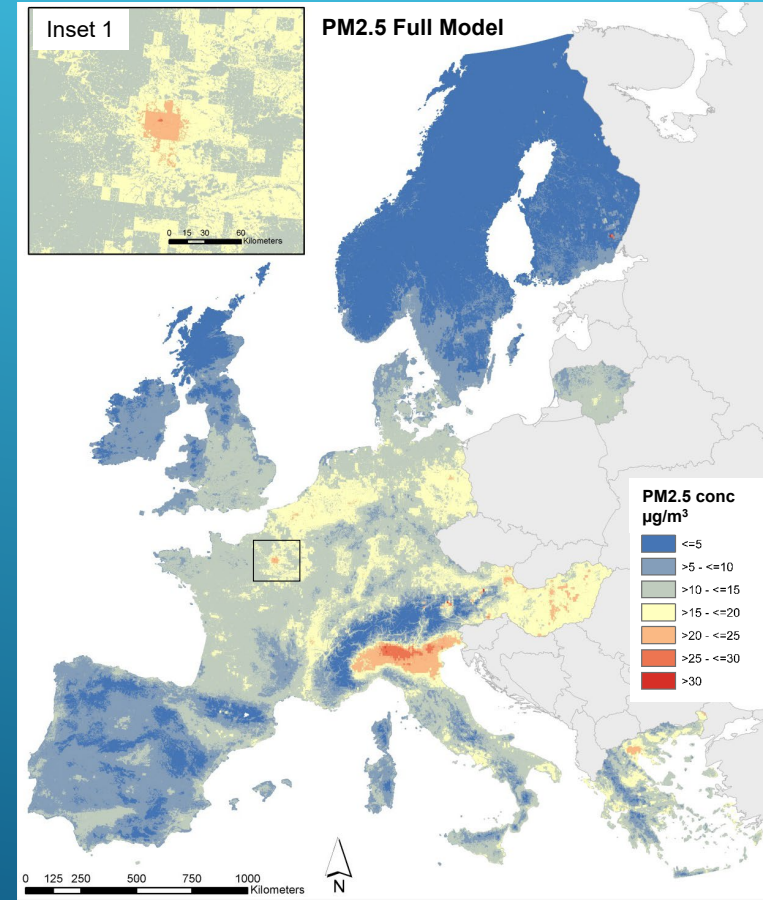 Inset 1
PM2.5 Full Model
0 15 30 60
Kilometers
PM2.5 conc
µg/m³
<=5
>5 - <=10
>10 - <=15
>15 - <=20
>20 - <=25
>25 - <=30
>30
0 125 250 500 750 1000
Kilometers
N